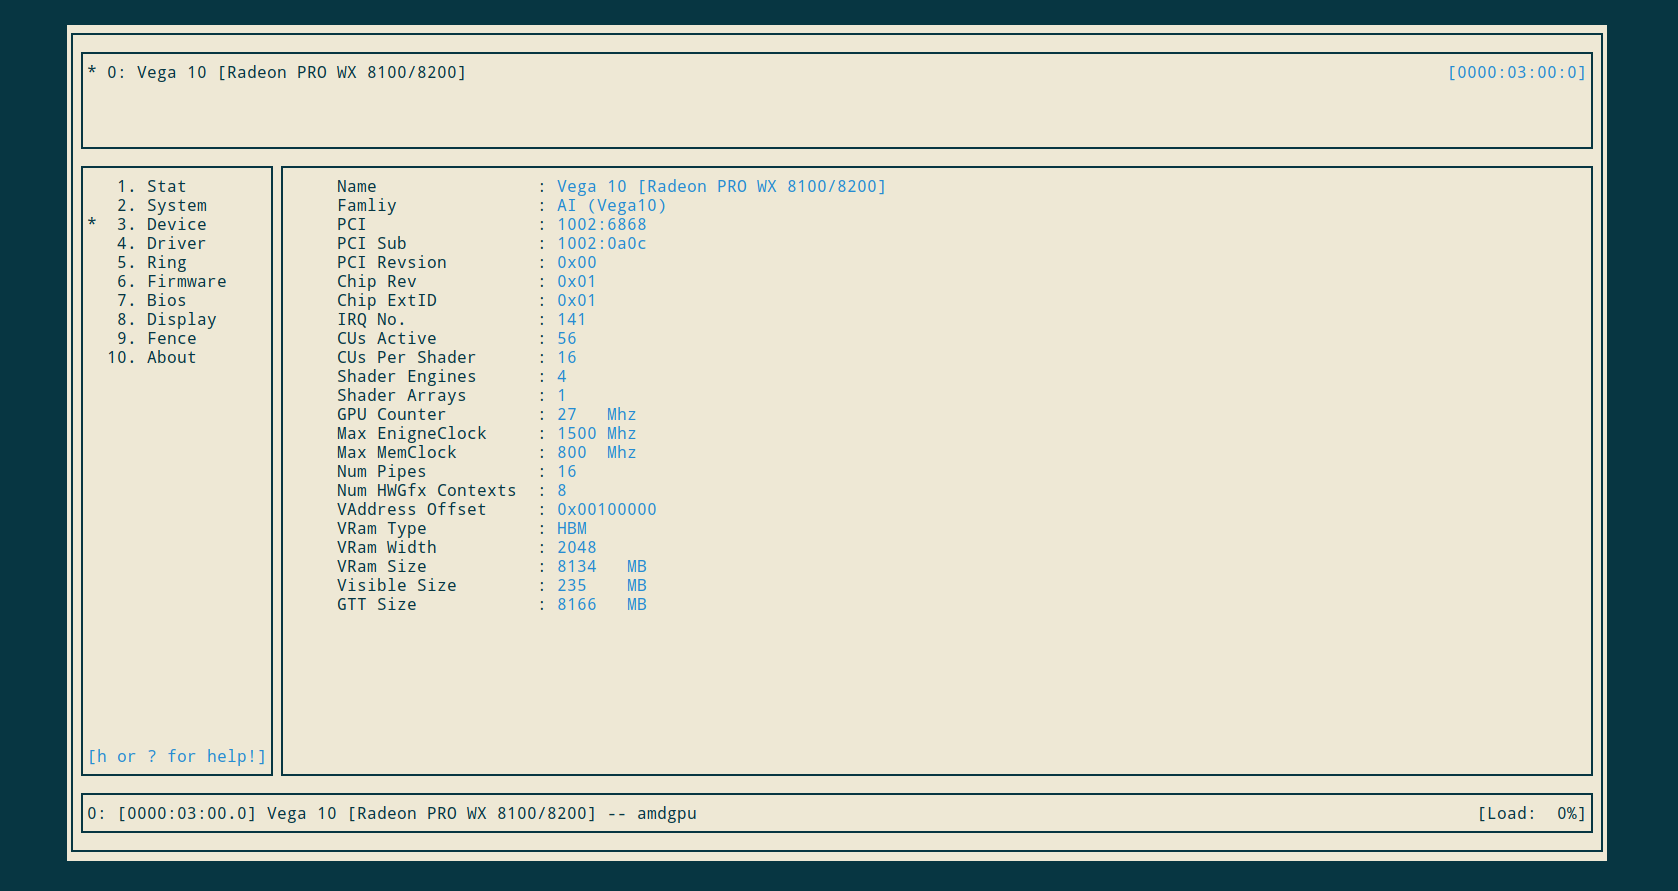 * 0: Vega 10 [Radeon PRO WX 8100/8200] [0000:03:00:0]
1. Stat
2. System
* 3. Device
4. Driver
5. Ring
6. Firmware
7. Bios
8. Display
9. Fence
10. About
[h or ? for help!]
Name : Vega 10 [Radeon PRO WX 8100/8200]
Famliy : AI (Vega10)
PCI : 1002:6868
PCI Sub : 1002:0a0c
PCI Revsion : 0x00
Chip Rev : 0x01
Chip ExtID : 0x01
IRQ No. : 141
CUs Active : 56
CUs Per Shader : 16
Shader Engines : 4
Shader Arrays : 1
GPU Counter : 27 Mhz
Max EnigneClock : 1500 Mhz
Max MemClock : 800 Mhz
Num Pipes : 16
Num HWGfx Contexts : 8
VAddress Offset : 0x00100000
VRam Type : HBM
VRam Width : 2048
VRam Size : 8134 MB
Visible Size : 235 MB
GTT Size : 8166 MB
0: [0000:03:00.0] Vega 10 [Radeon PRO WX 8100/8200] -- amdgpu [Load: 0%]